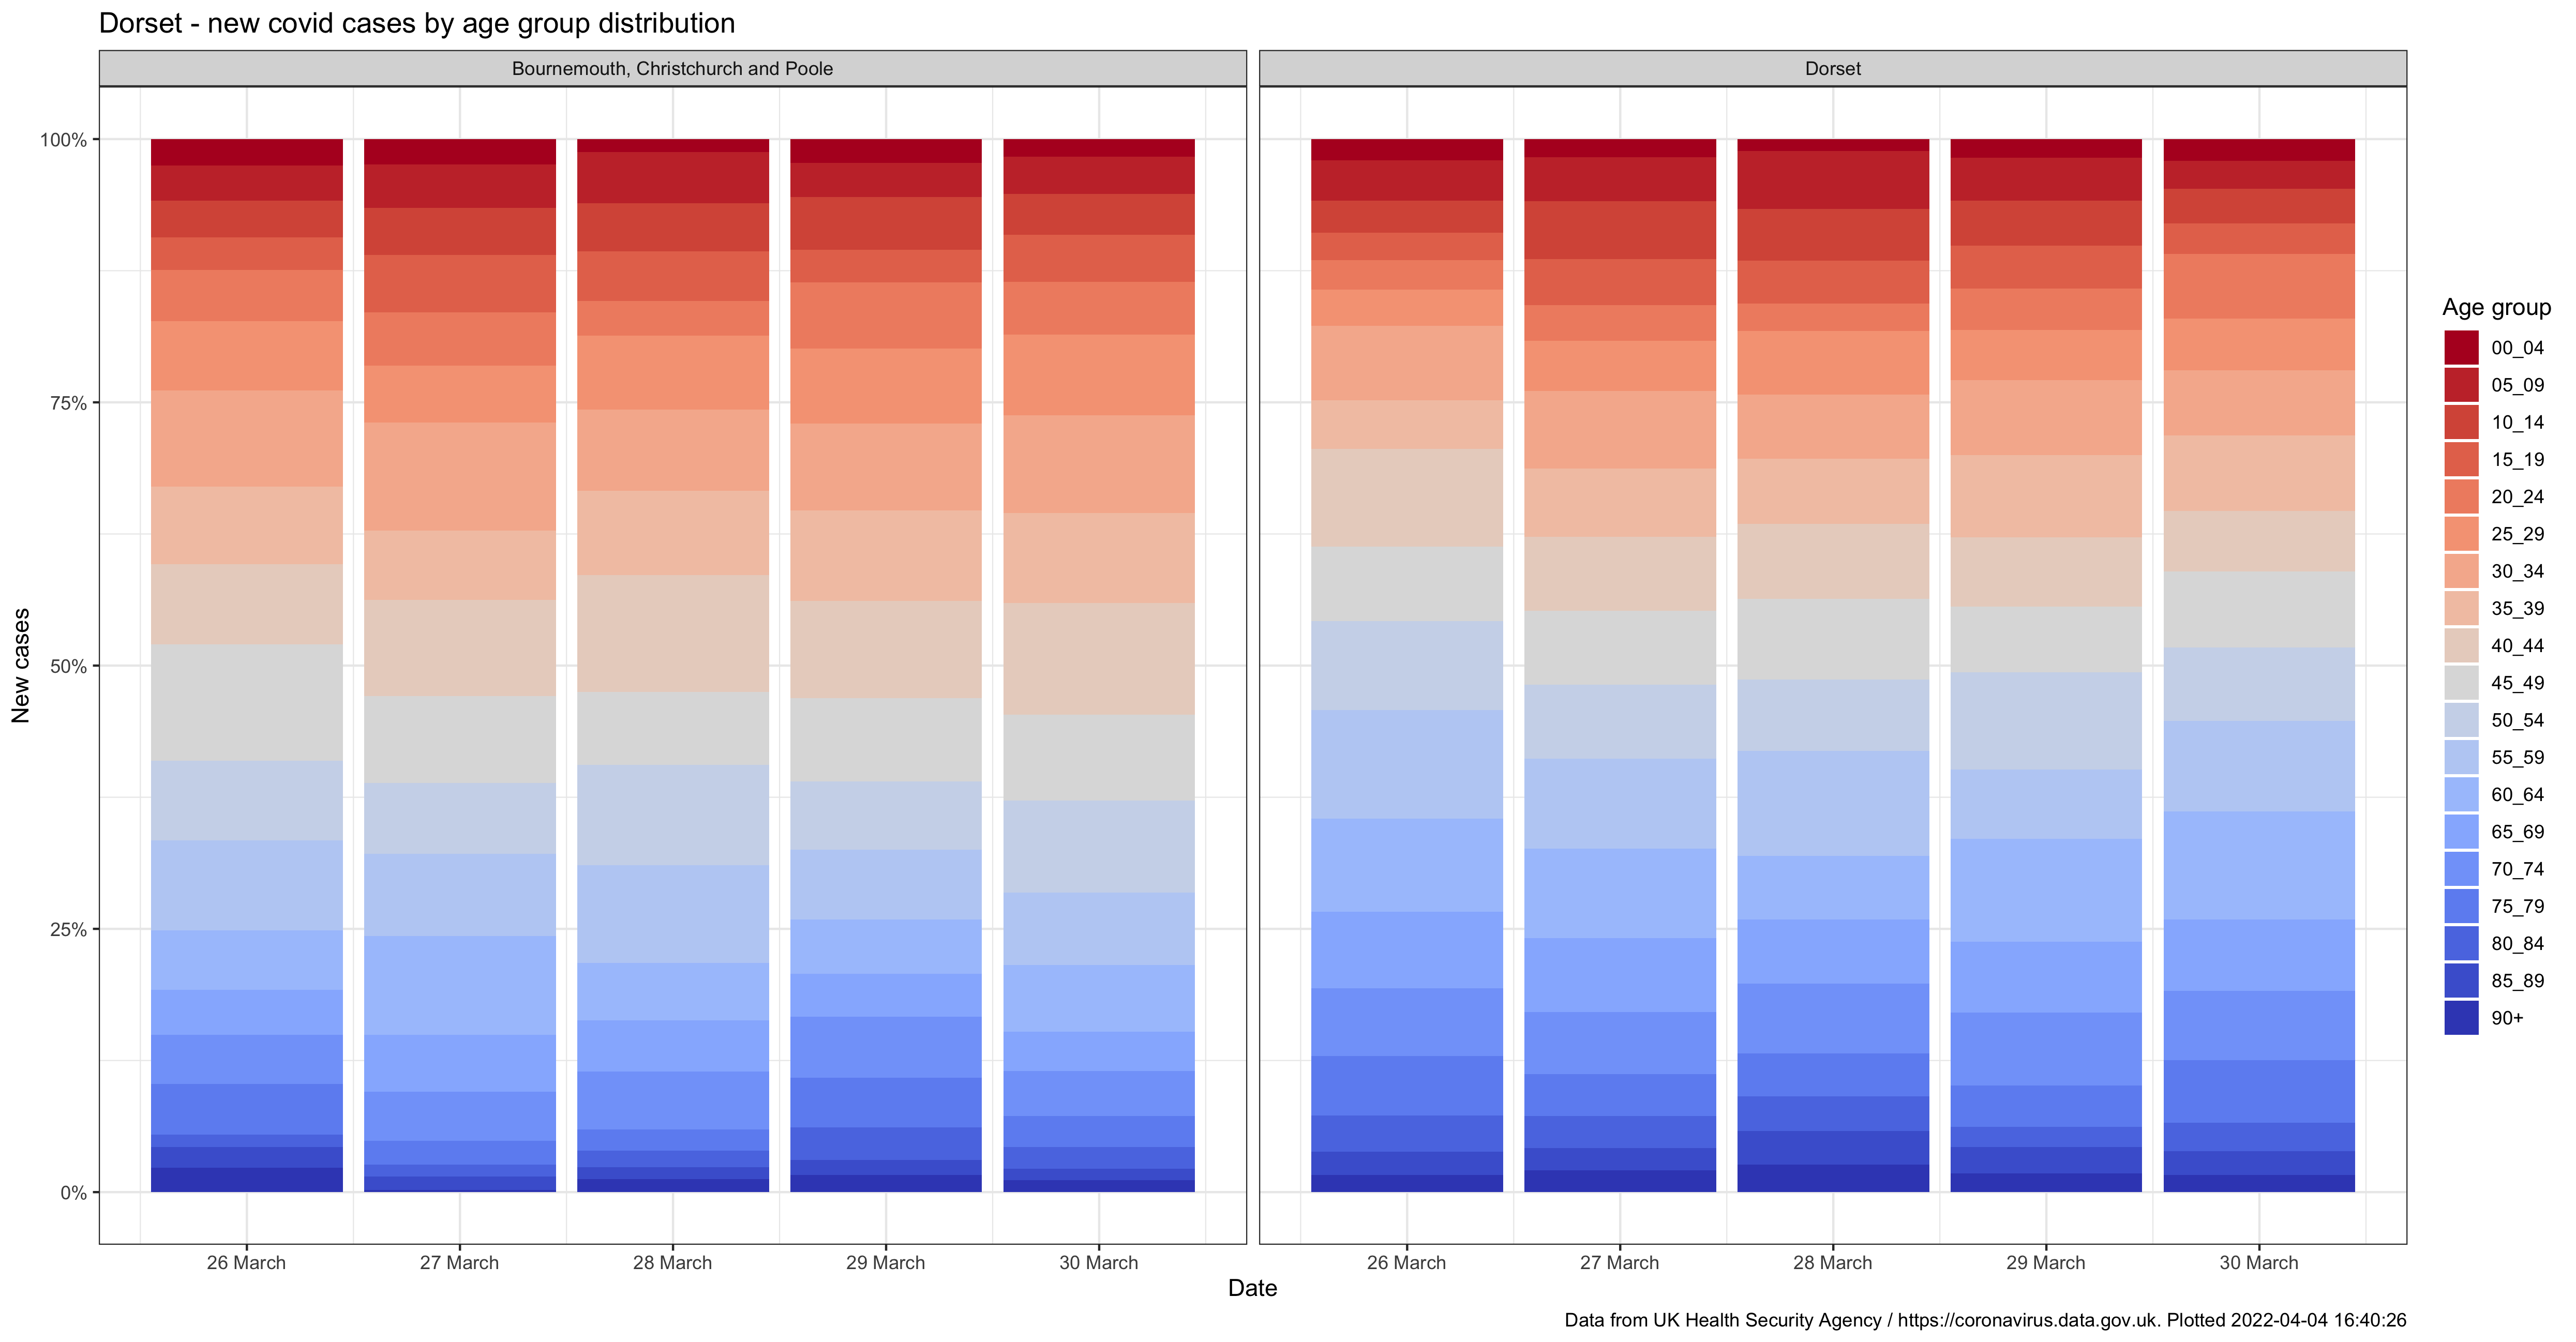 Dorset - new covid cases by age group distribution
Bournemouth, Christchurch and Poole
Dorset
New cases
100%
75%
50%
25%
0%
26 March
27 March
28 March
29 March
30 March
26 March
27 March
28 March
29 March
30 March
Date
Age group
00_04
05_09
10_14
15_19
20_24
25_29
30_34
35_39
40_44
45_49
50_54
55_59
60_64
65_69
70_74
75_79
80_84
85_89
90+
Data from UK Health Security Agency / https://coronavirus.data.gov.uk. Plotted 2022-04-04 16:40:26